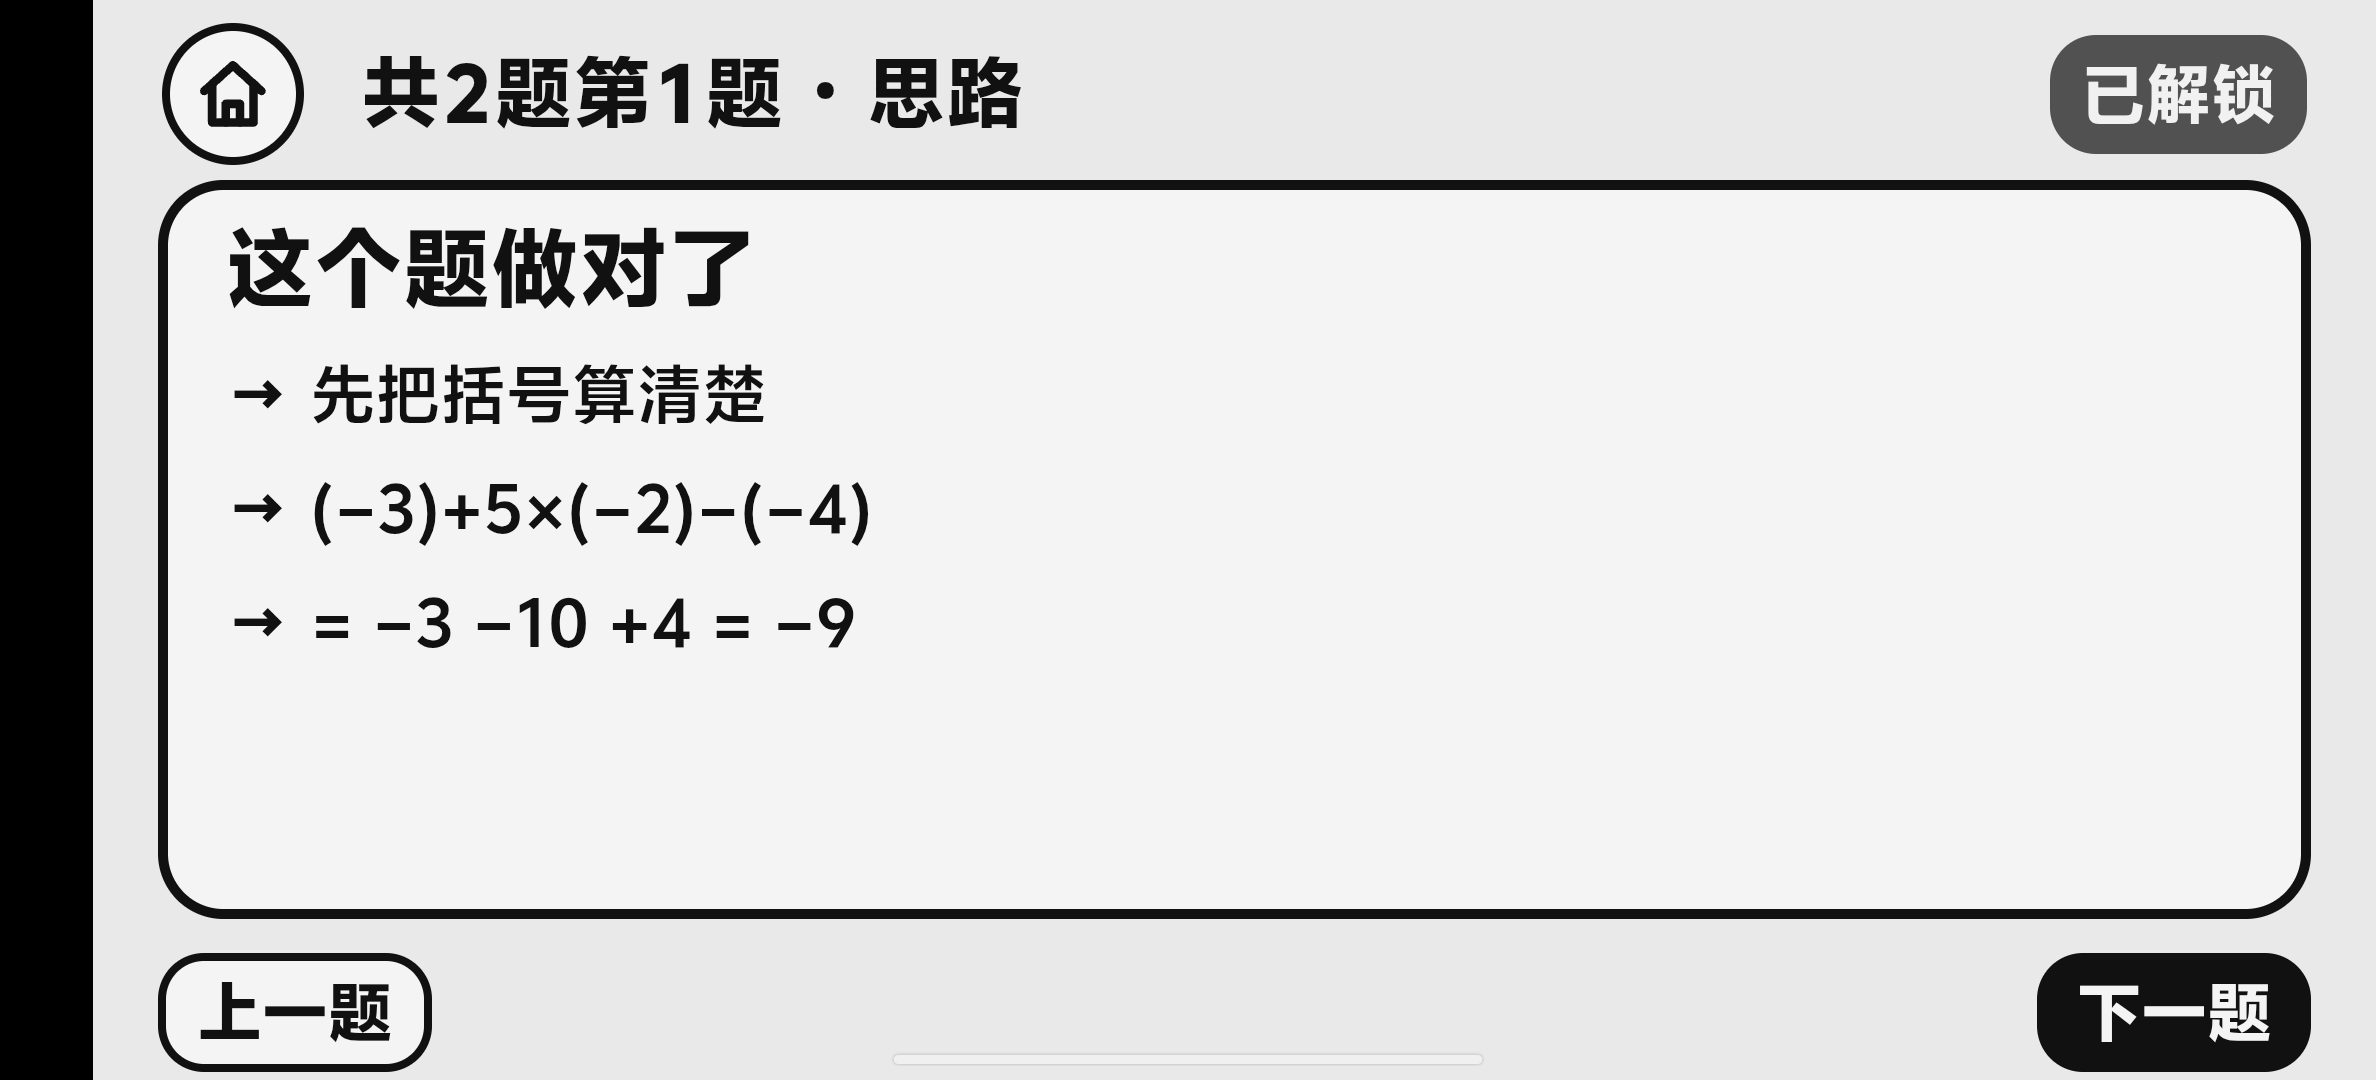 共2题第1题 · 思路
已解锁
这个题做对了
→ 先把括号算清楚
→ (−3)+5×(−2)−(−4)
→ = −3 −10 +4 = −9
上一题
下一题